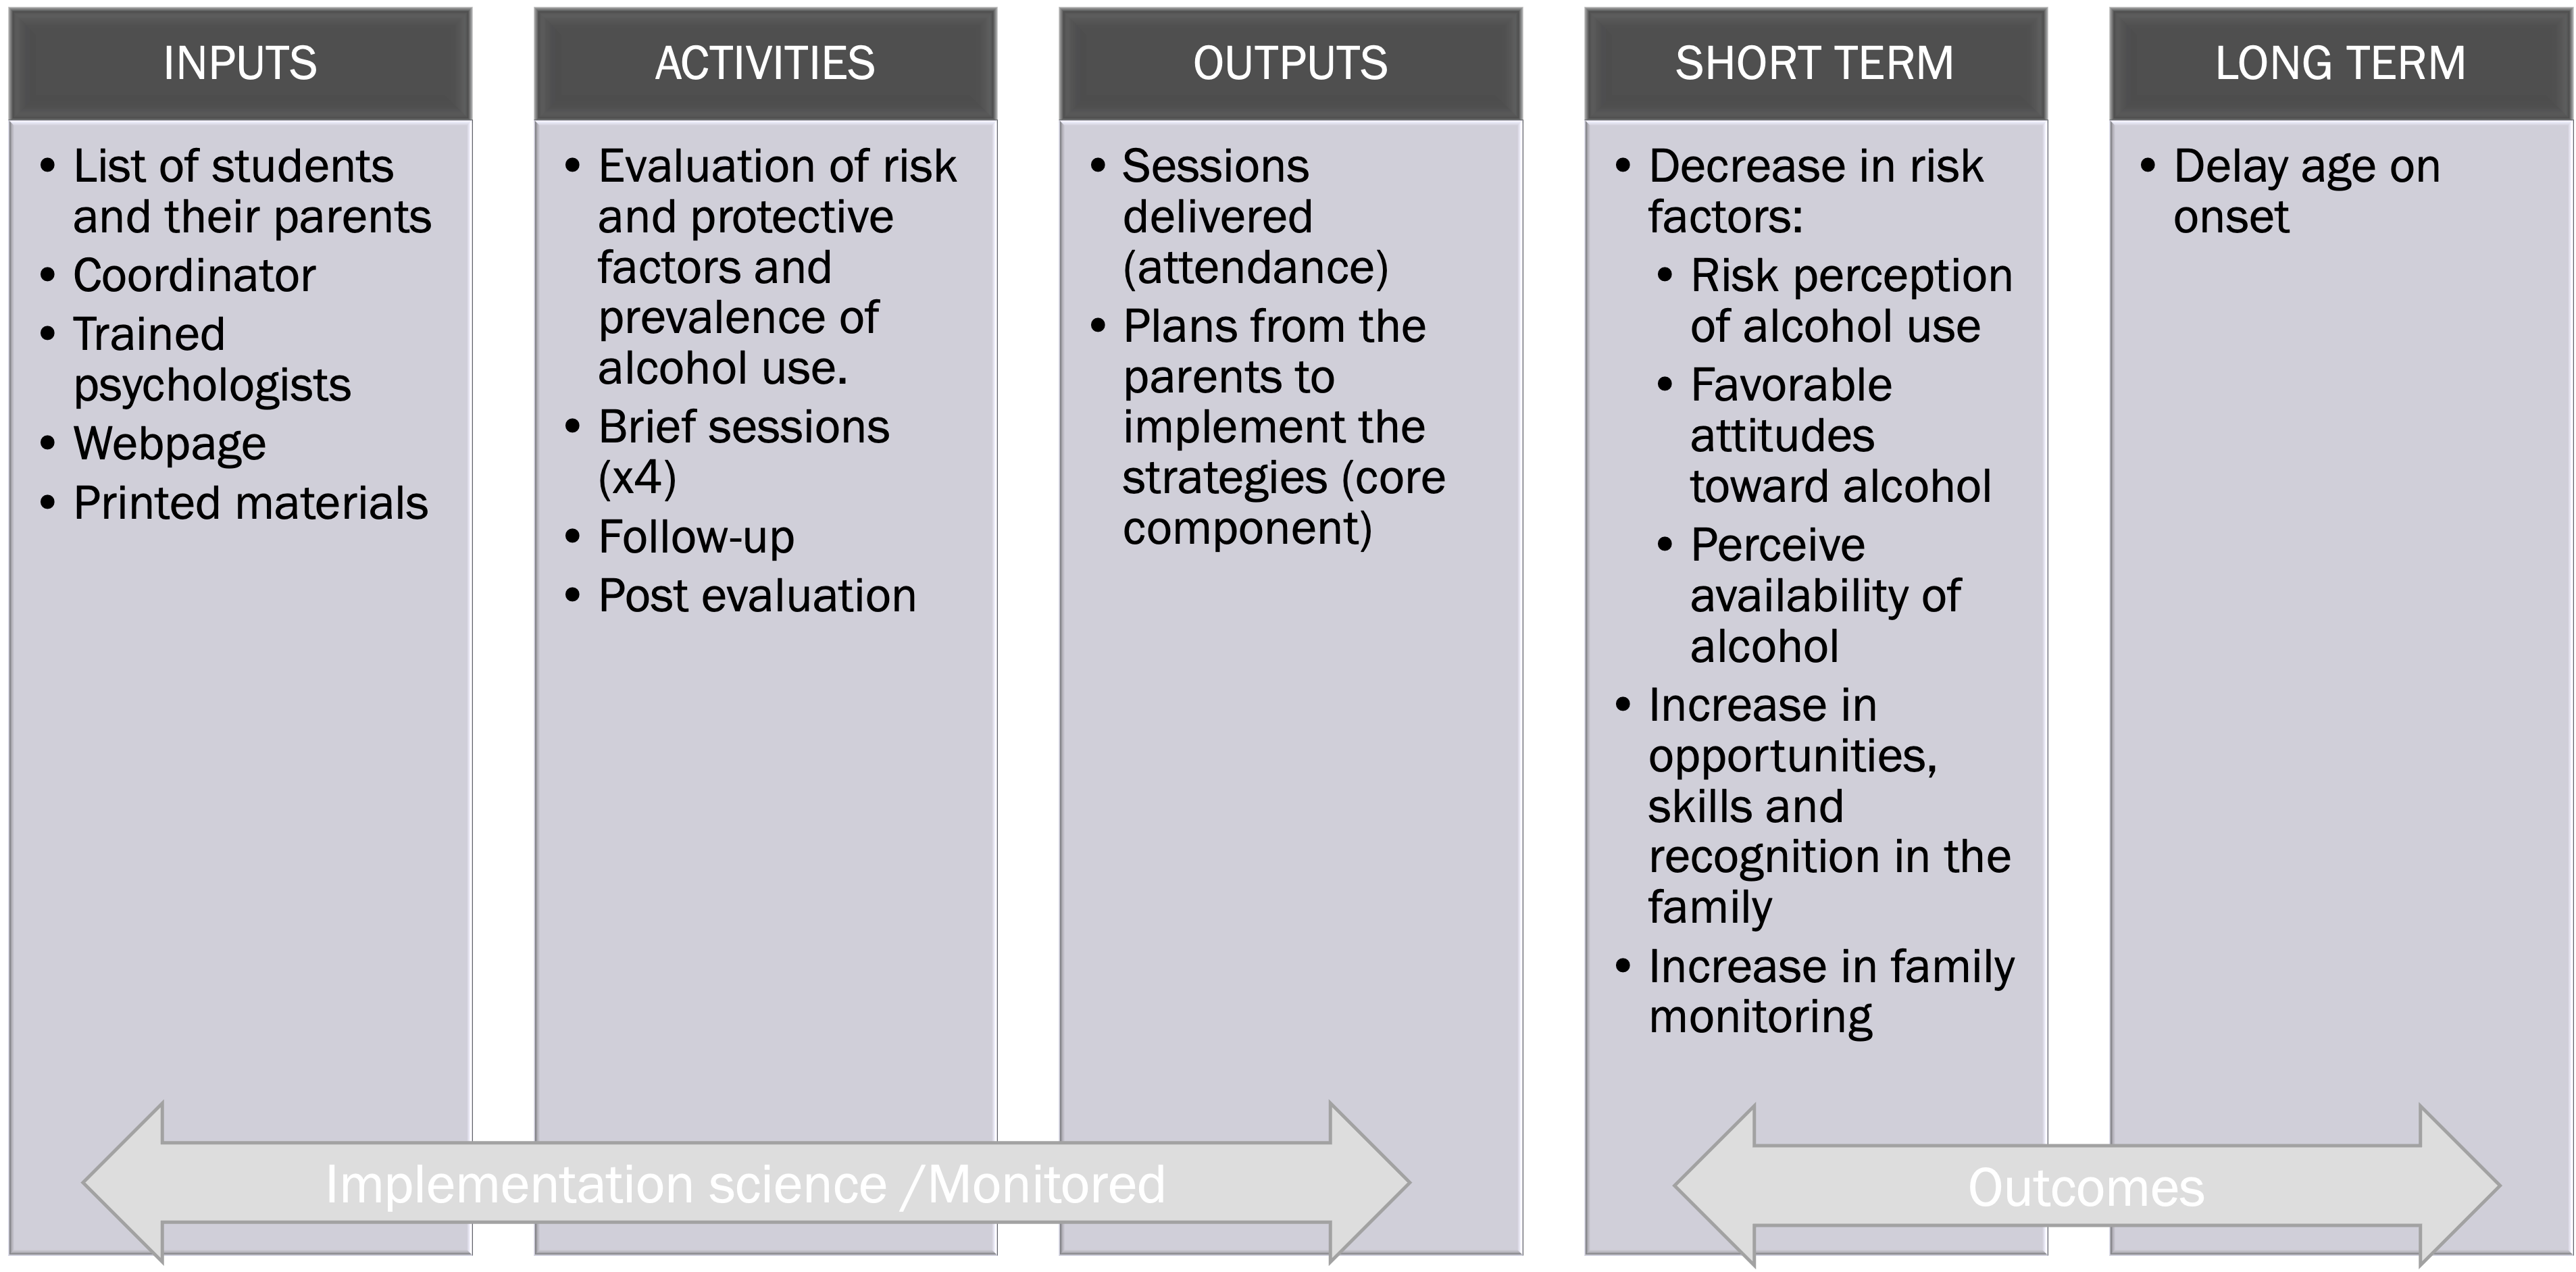 INPUTS
• List of students
and their parents
• Coordinator
• Trained
psychologists
• Webpage
• Printed materials
ACTIVITIES
• Evaluation of risk
and protective
factors and
prevalence of
alcohol use.
• Brief sessions
(x4)
• Follow-up
• Post evaluation
OUTPUTS
• Sessions
delivered
(attendance)
• Plans from the
parents to
implement the
strategies (core
component)
SHORT TERM
• Decrease in risk
factors:
• Risk perception
of alcohol use
• Favorable
attitudes
toward alcohol
• Perceive
availability of
alcohol
• Increase in
opportunities,
skills and
recognition in the
family
• Increase in family
monitoring
LONG TERM
• Delay age on
onset
Implementation science /Monitored
Outcomes